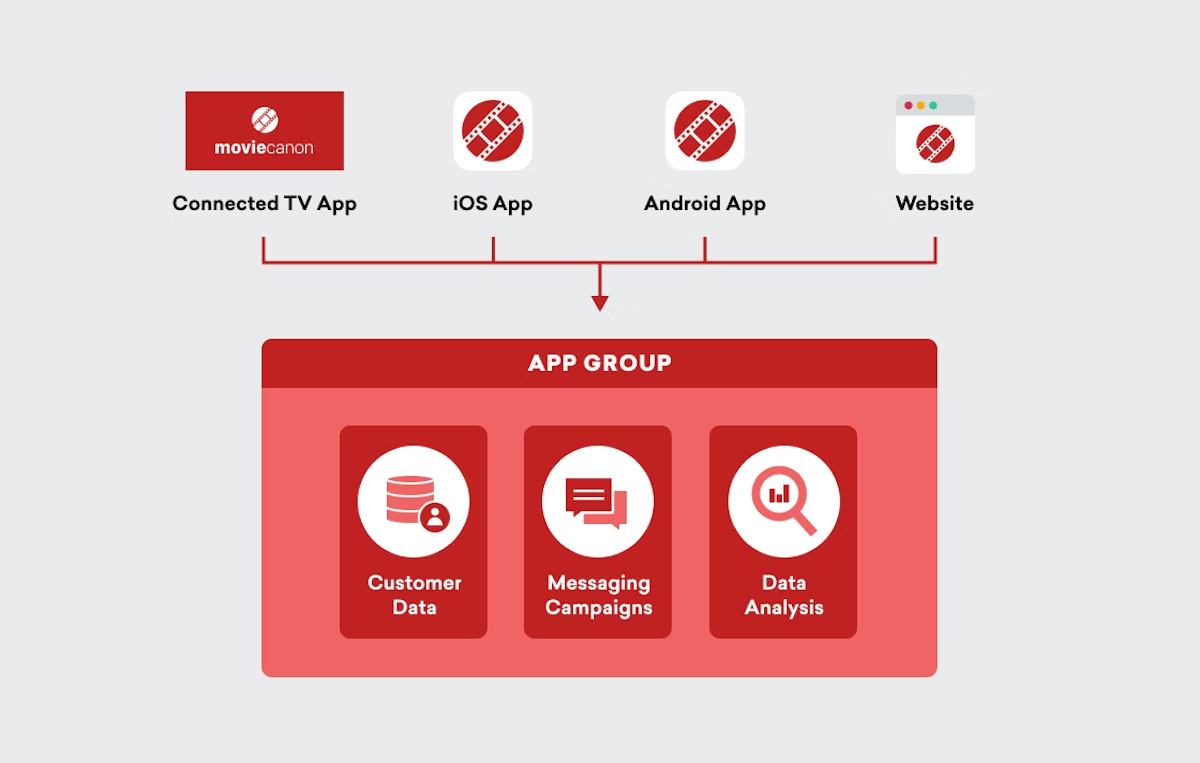 moviecanon
Connected TV App
iOS App
Android App
Website
APP GROUP
Customer
Data
Messaging
Campaigns
Data
Analysis